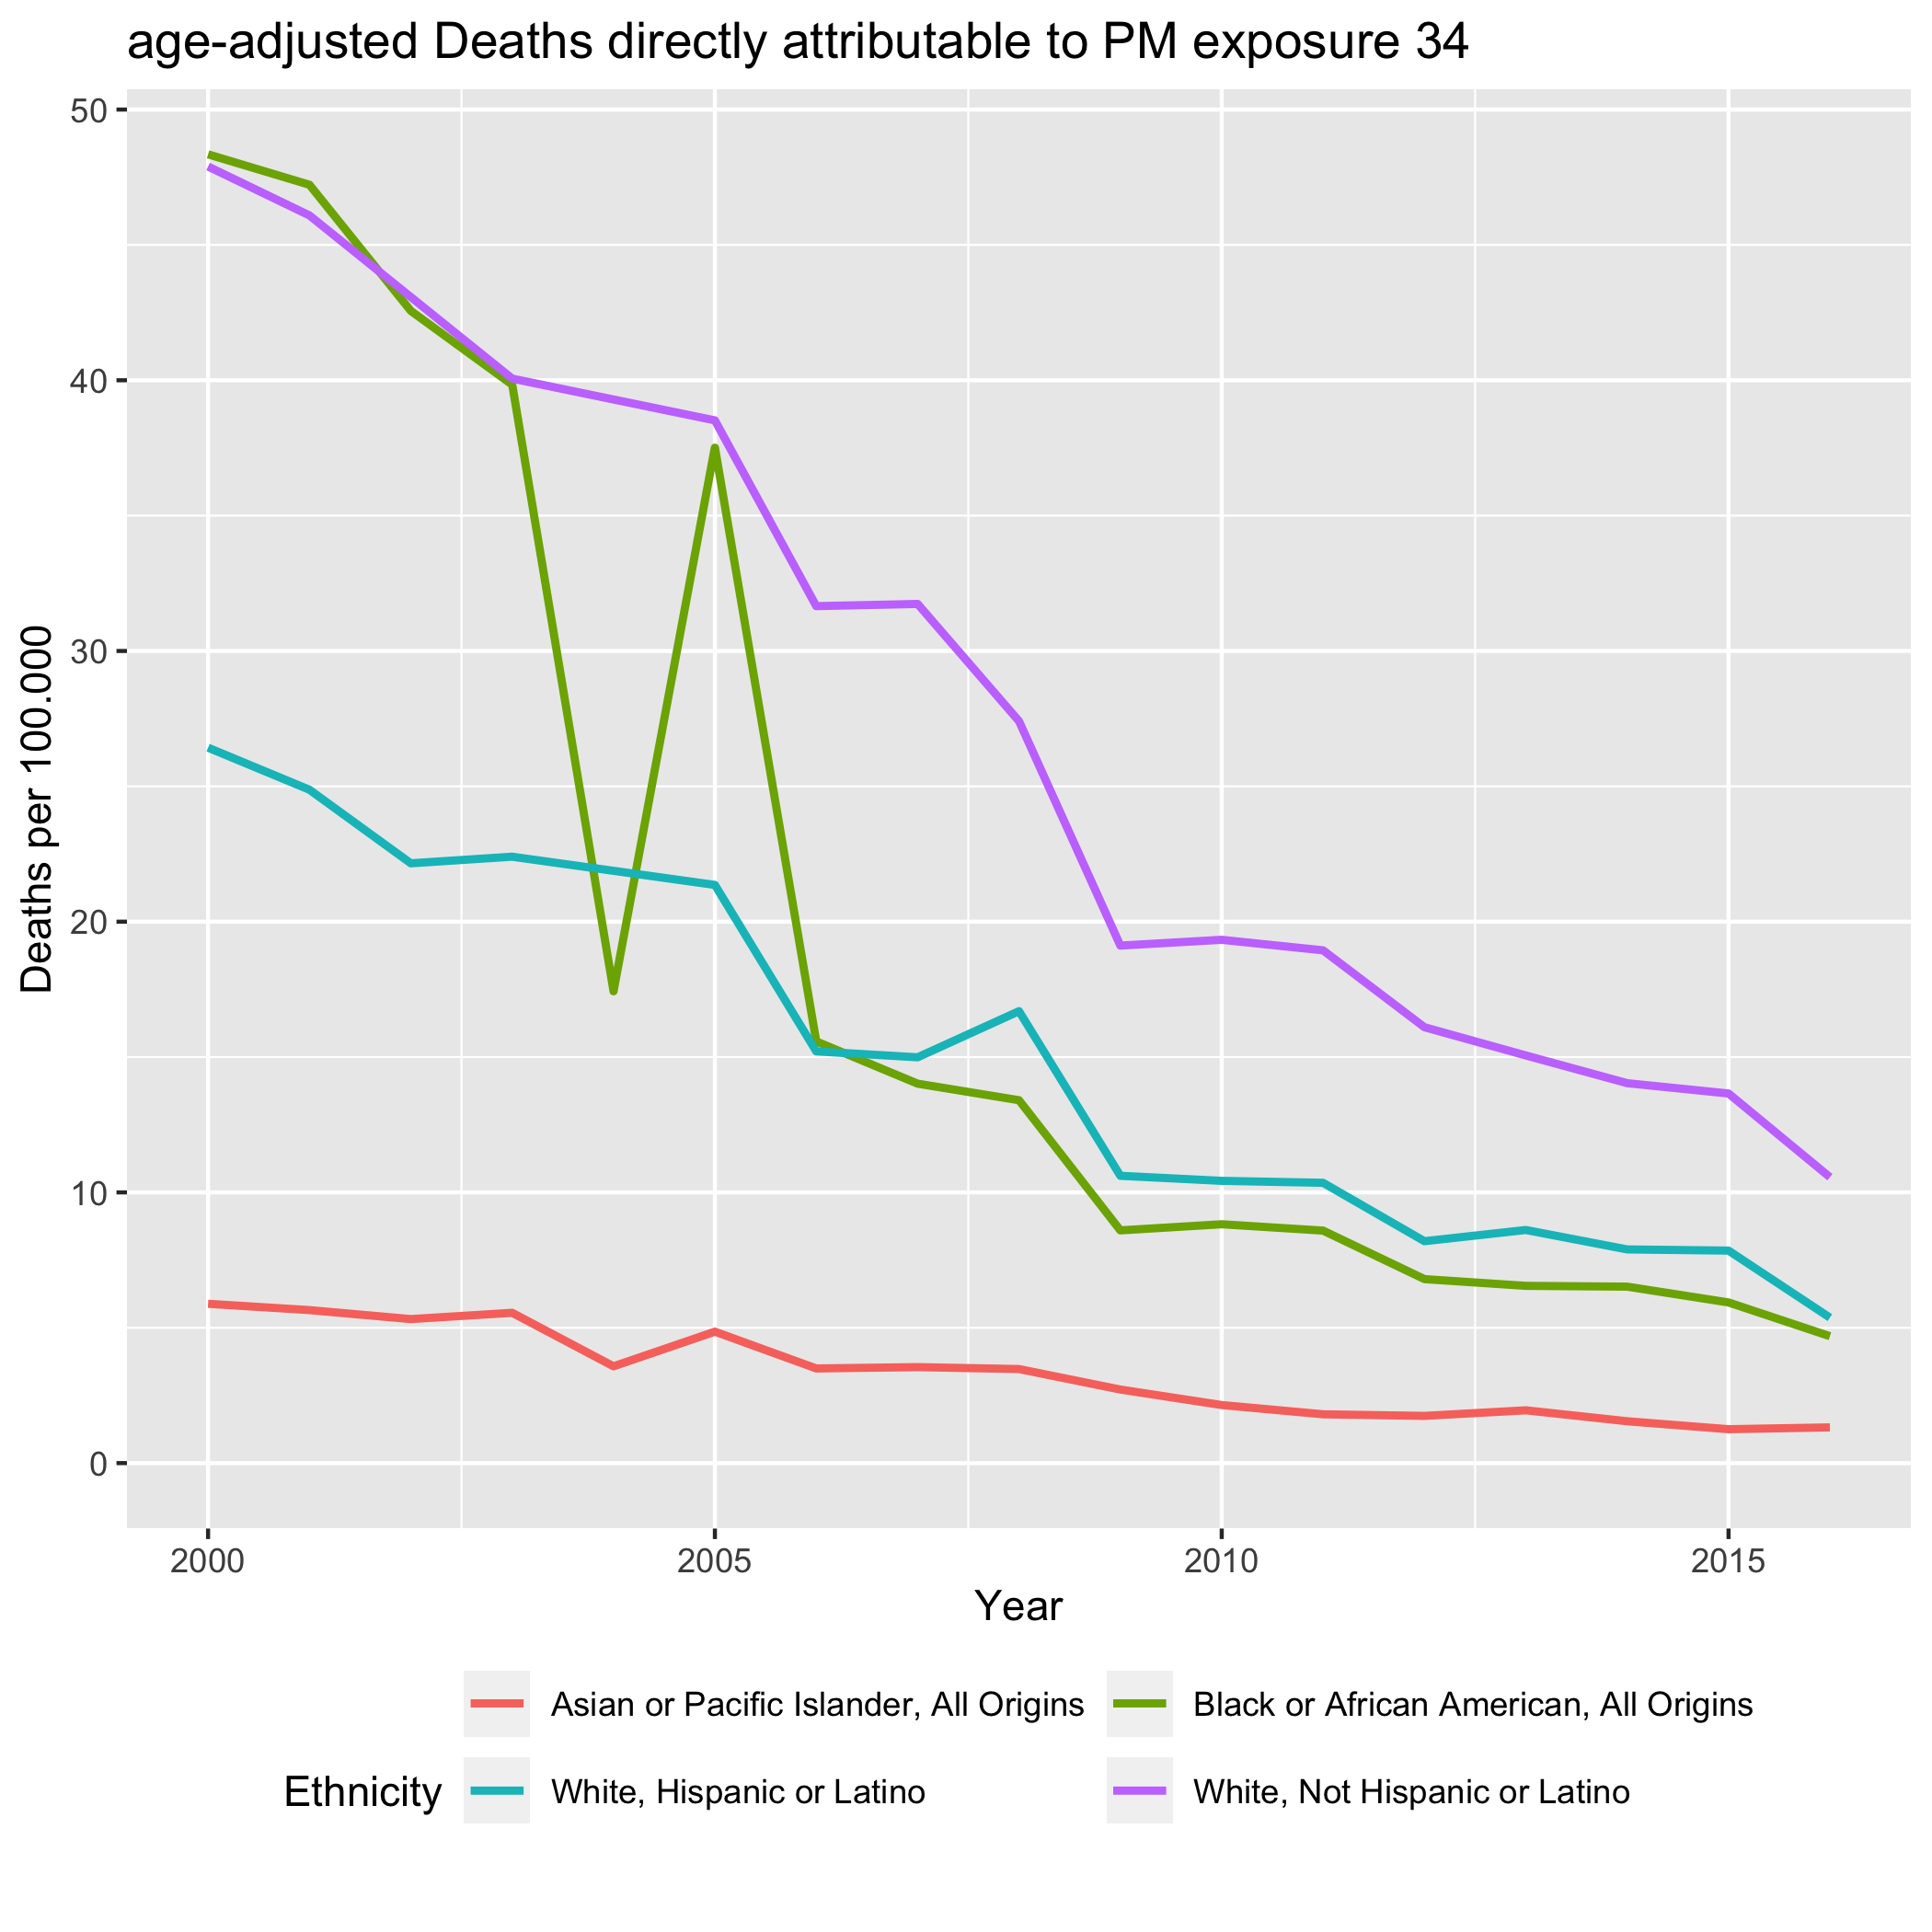 age-adjusted Deaths directly attributable to PM exposure 34
50
40
30
20
10
0
Deaths per 100.000
2000 2005 2010 2015
Year
Ethnicity
Asian or Pacific Islander, All Origins
Black or African American, All Origins
White, Hispanic or Latino
White, Not Hispanic or Latino